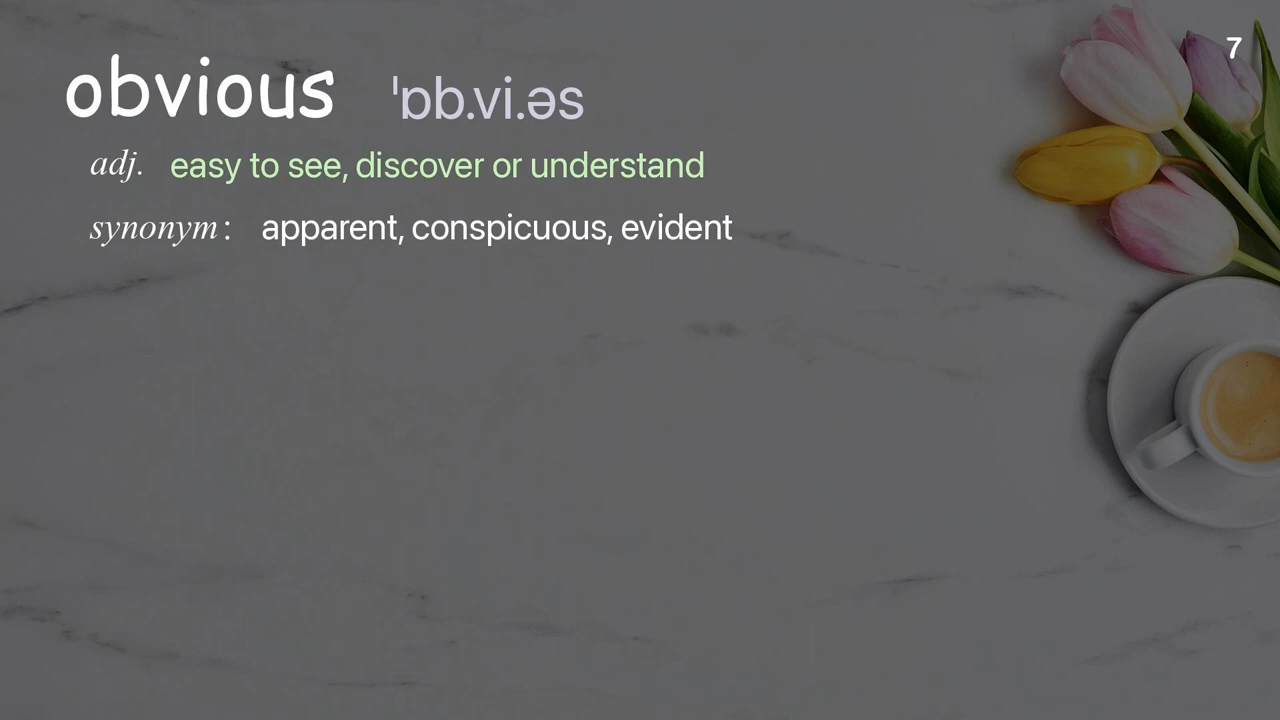 7
obvious ˈɒb.vi.əs
adj. easy to see, discover or understand
synonym: apparent, conspicuous, evident